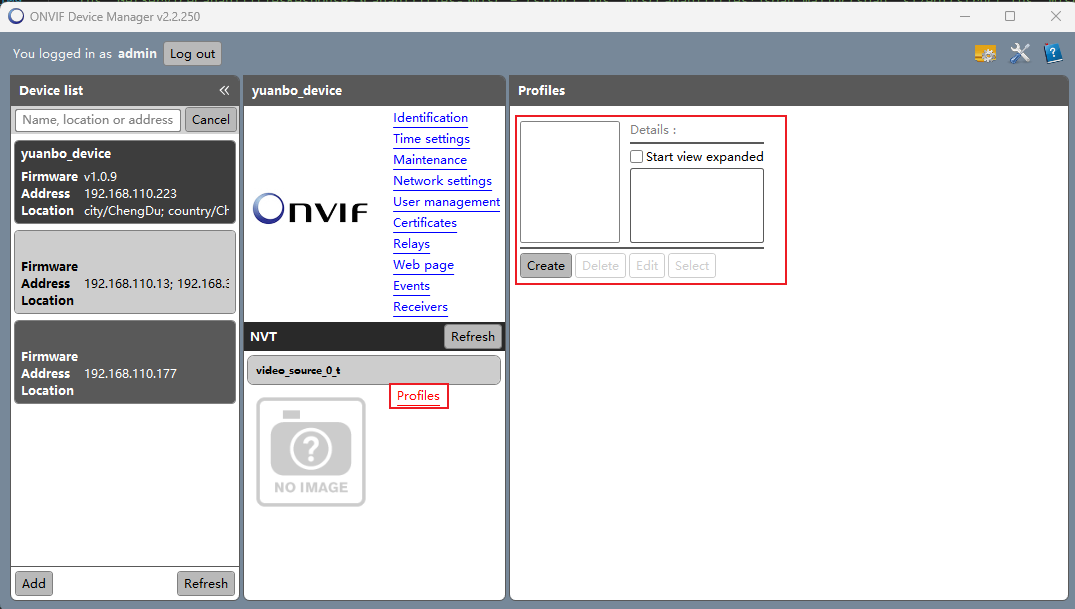 ONVIF Device Manager v2.2.250
You logged in as admin Log out
Device list
Name, location or address Cancel
yuanbo_device
Firmware v1.0.9
Address 192.168.110.223
Location city/ChengDu; country/Ch
Firmware
Address 192.168.110.13; 192.168.3
Location
Firmware
Address 192.168.110.177
Location
Add Refresh
yuanbo_device
ONVIF
Identification
Time settings
Maintenance
Network settings
User management
Certificates
Relays
Web page
Events
Receivers
NVT Refresh
video_source_0_t
Profiles
NO IMAGE
Profiles
Details :
Start view expanded
Create Delete Edit Select